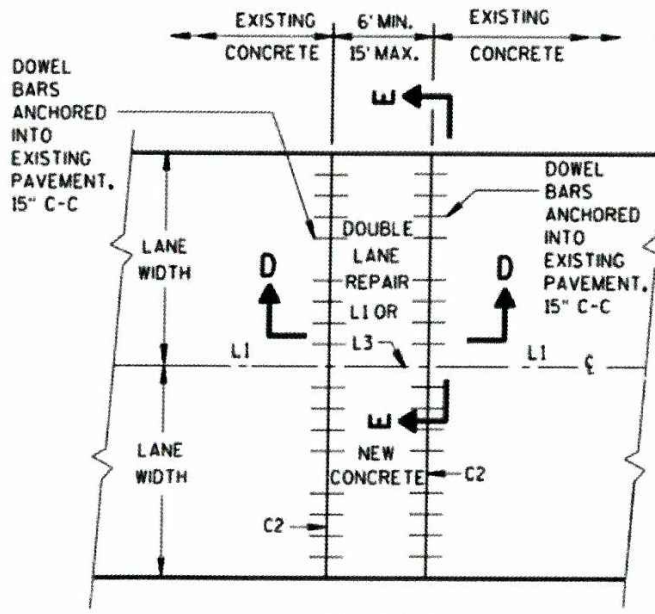 EXISTING
CONCRETE
6' MIN.
15' MAX.
EXISTING
CONCRETE
DOWEL
BARS
ANCHORED
INTO
EXISTING
PAVEMENT.
15" C-C
E
DOWEL
BARS
ANCHORED
INTO
EXISTING
PAVEMENT.
15" C-C
LANE
WIDTH
D
DOUBLE
LANE
REPAIR
L1 OR
L3
D
L1
L1
℄
E
LANE
WIDTH
NEW
CONCRETE
C2
C2